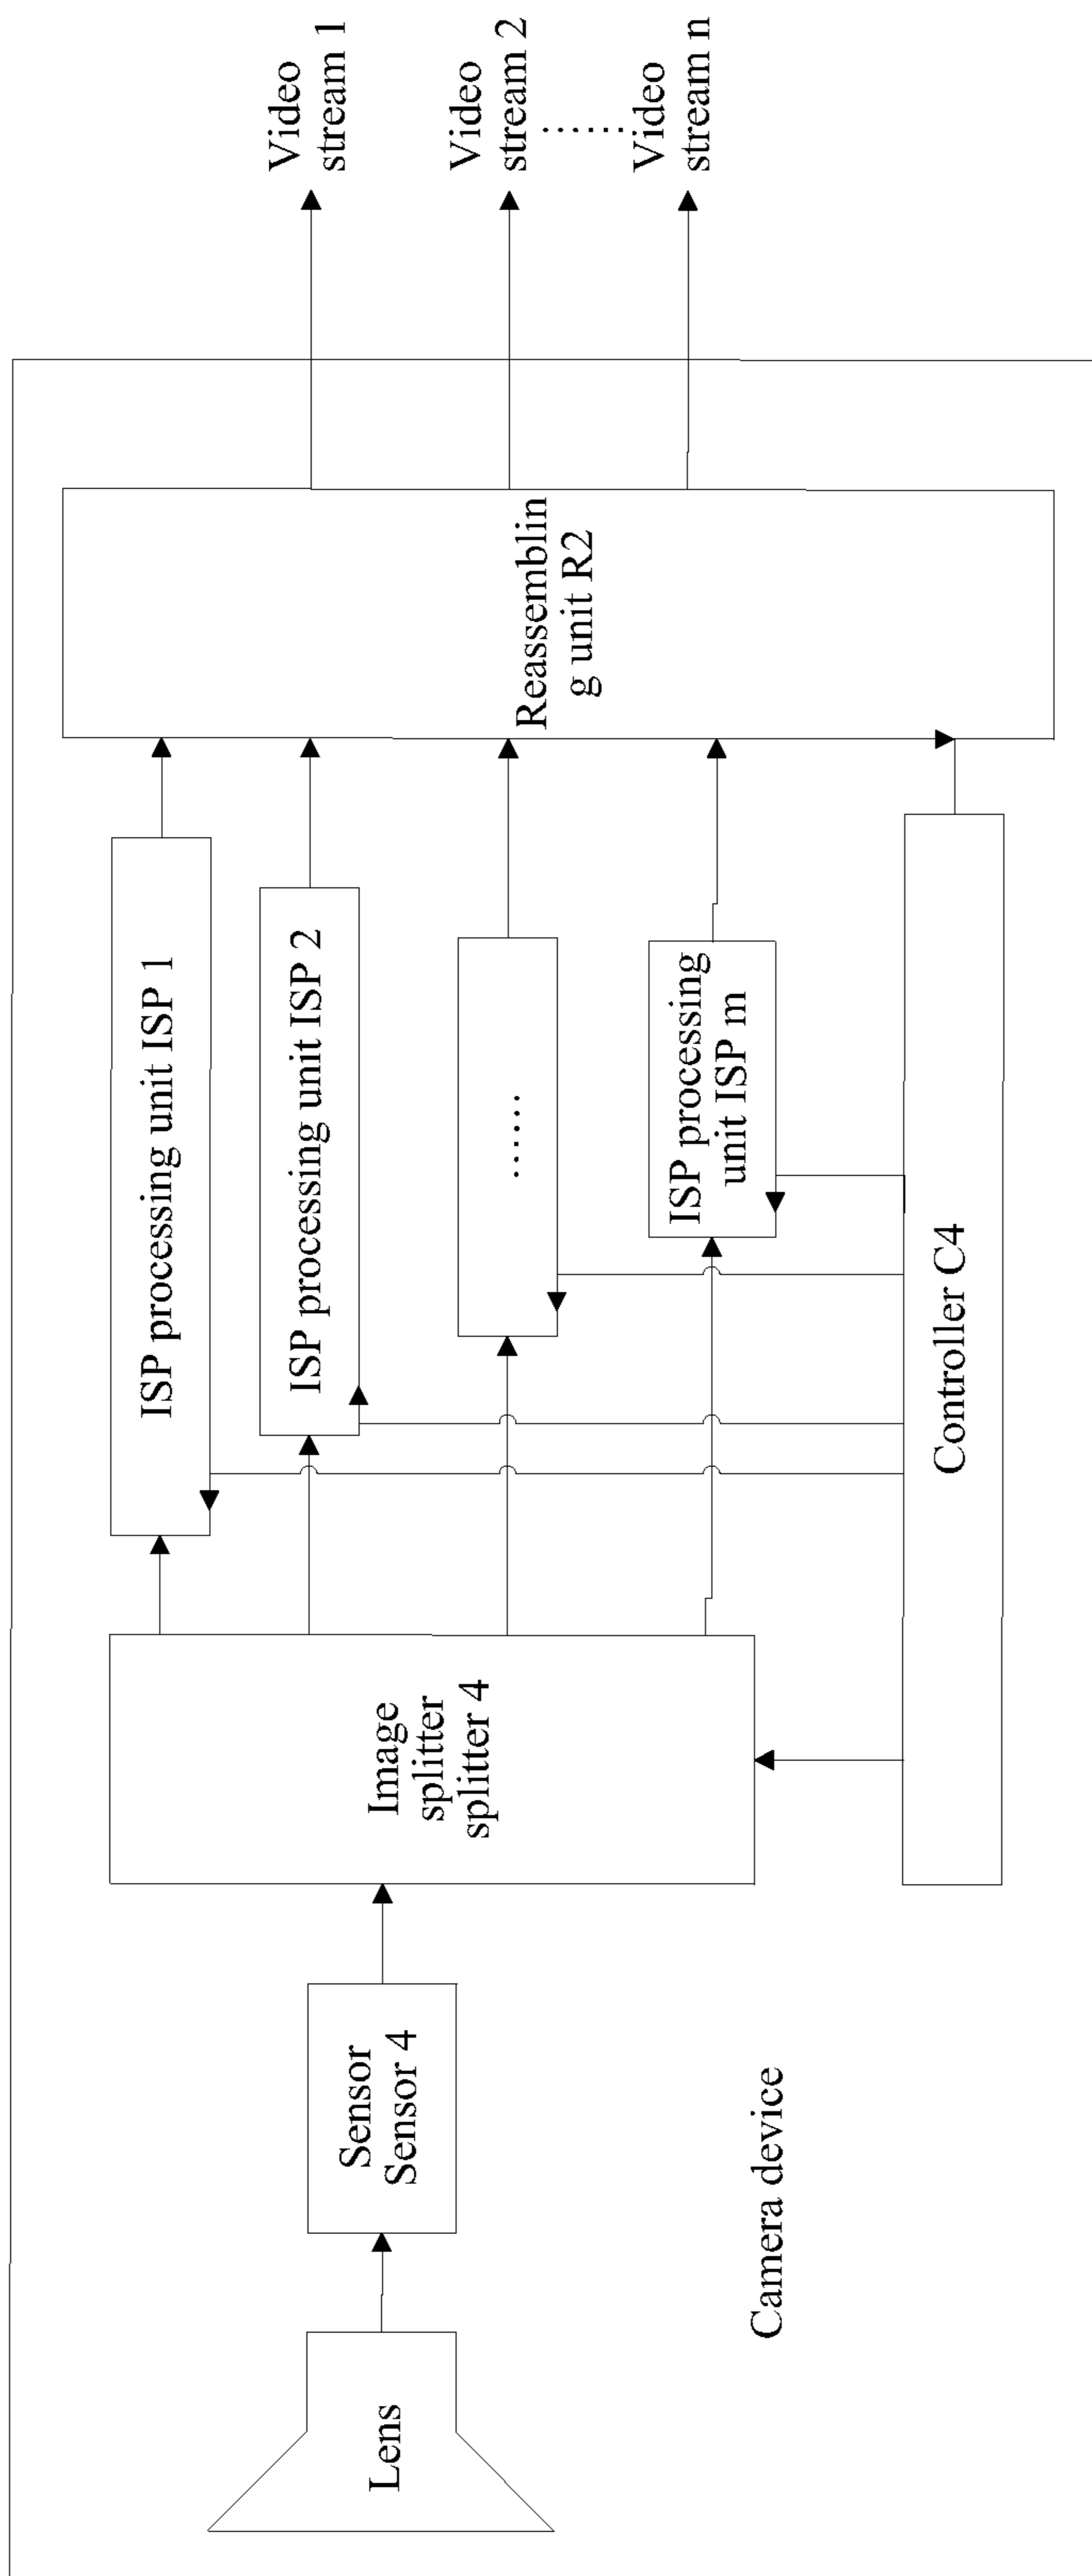 Lens
Sensor
Sensor 4
Image
splitter
splitter 4
ISP processing unit ISP 1
ISP processing unit ISP 2
......
ISP processing
unit ISP m
Controller C4
Reassemblin
g unit R2
Video
stream 1
Video
stream 2
......
Video
stream n
Camera device